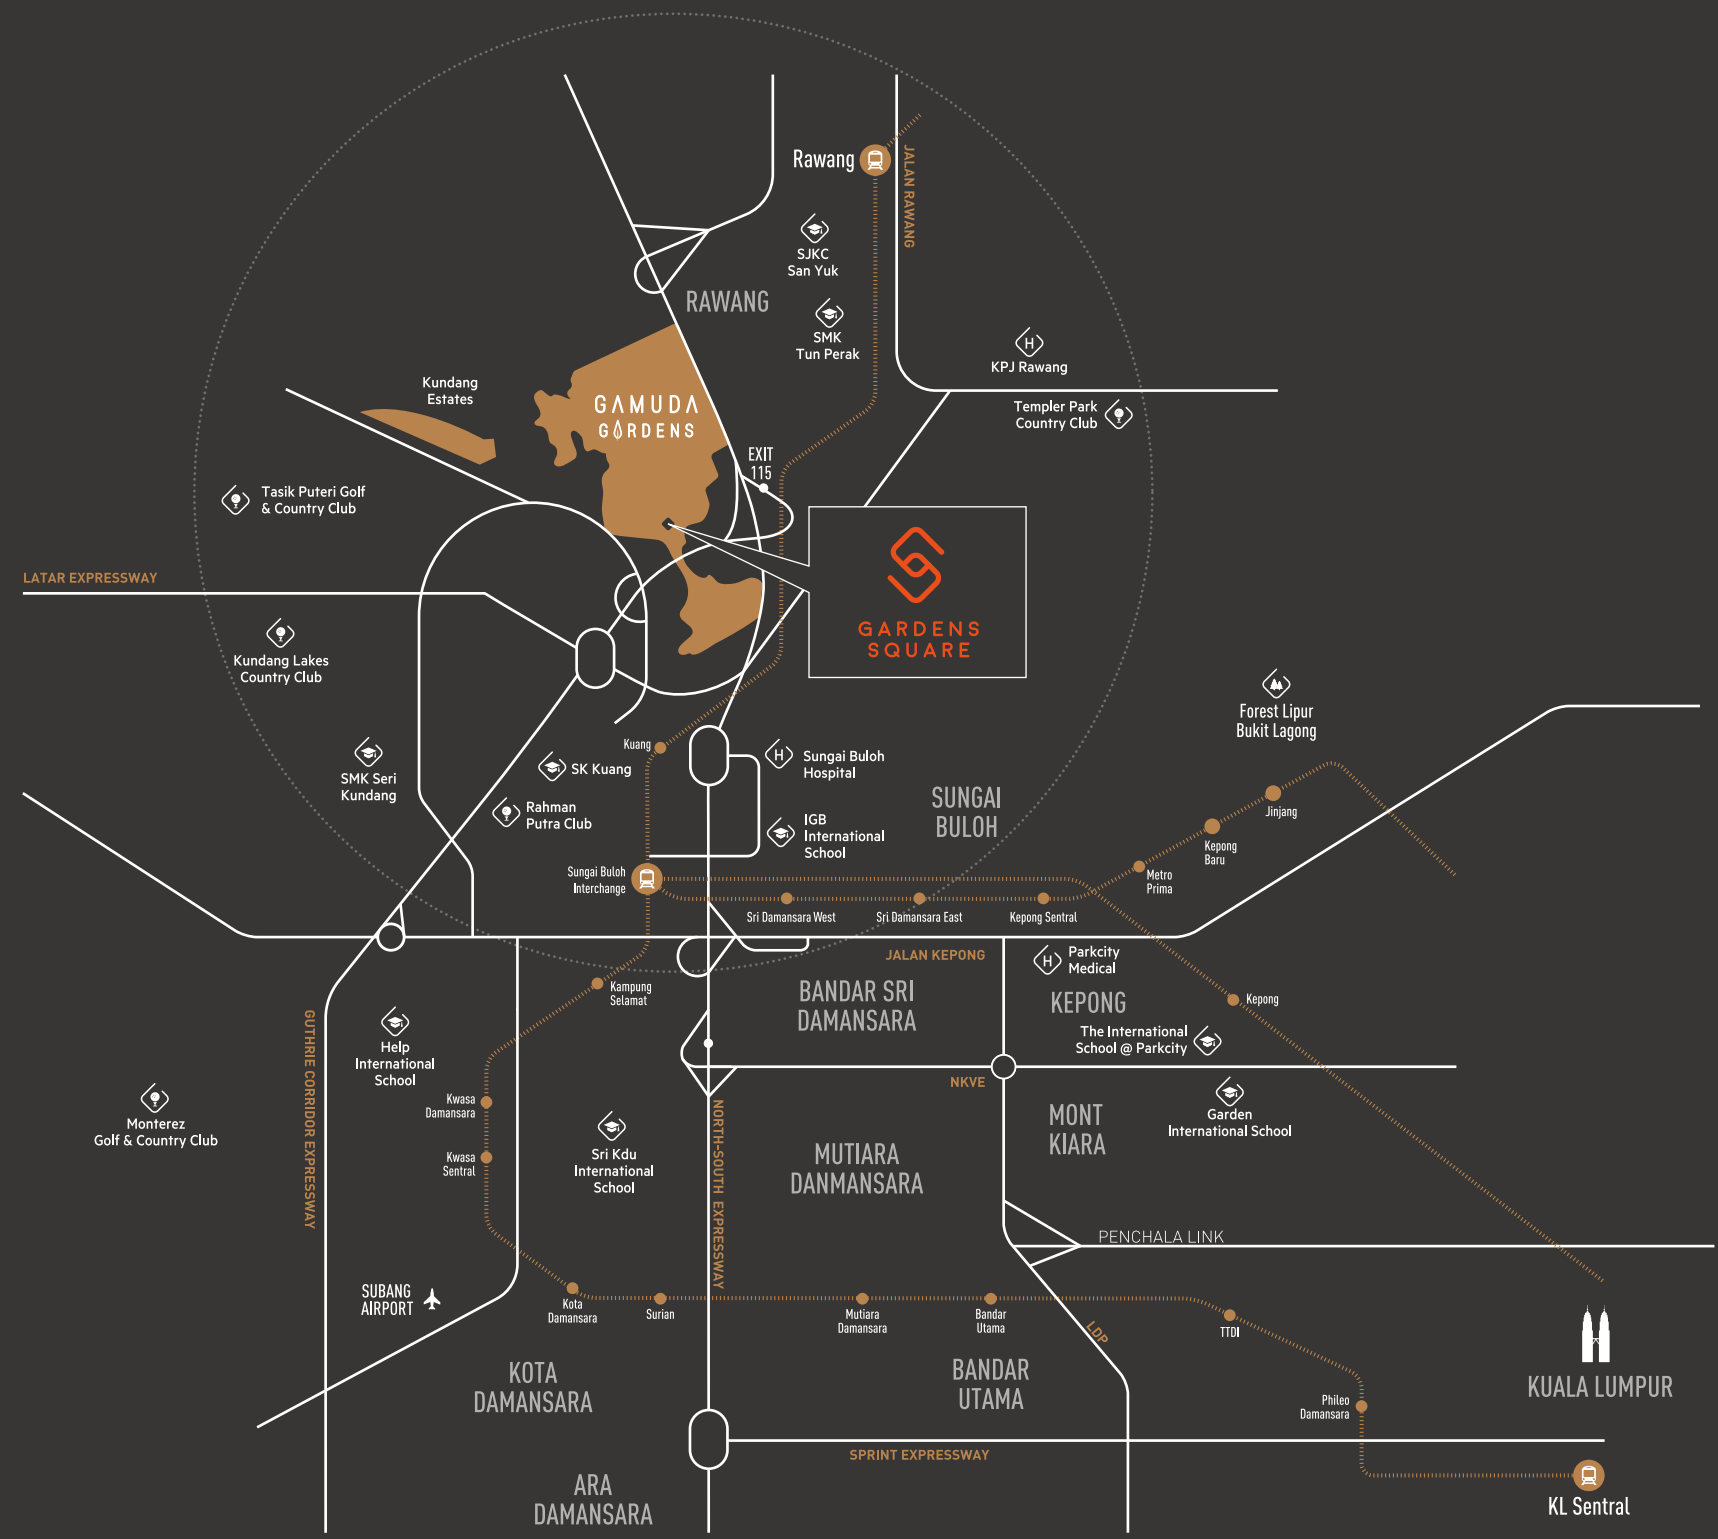 Rawang
JALAN RAWANG
SJKC
San Yuk
RAWANG
SMK
Tun Perak
KPJ Rawang
Kundang
Estates
GAMUDA
GARDENS
Templer Park
Country Club
EXIT
115
Tasik Puteri Golf
& Country Club
LATAR EXPRESSWAY
GARDENS
SQUARE
Kundang Lakes
Country Club
Forest Lipur
Bukit Lagong
Kuang
SK Kuang
Sungai Buloh
Hospital
SMK Seri
Kundang
Rahman
Putra Club
SUNGAI
BULOH
IGB
International
School
Jinjang
Kepong
Baru
Metro
Prima
Sungai Buloh
Interchange
Sri Damansara West
Sri Damansara East
Kepong Sentral
JALAN KEPONG
Parkcity
Medical
Kampung
Selamat
BANDAR SRI
DAMANSARA
KEPONG
Kepong
GUTHRIE CORRIDOR EXPRESSWAY
Help
International
School
The International
School @ Parkcity
NKVE
Monterez
Golf & Country Club
Kwasa
Damansara
Kwasa
Sentral
NORTH-SOUTH EXPRESSWAY
MONT
KIARA
Garden
International School
Sri Kdu
International
School
MUTIARA
DANMANSARA
PENCHALA LINK
SUBANG
AIRPORT
Kota
Damansara
Surian
Mutiara
Damansara
Bandar
Utama
LDP
TTDI
KOTA
DAMANSARA
BANDAR
UTAMA
KUALA LUMPUR
Phileo
Damansara
SPRINT EXPRESSWAY
ARA
DAMANSARA
KL Sentral